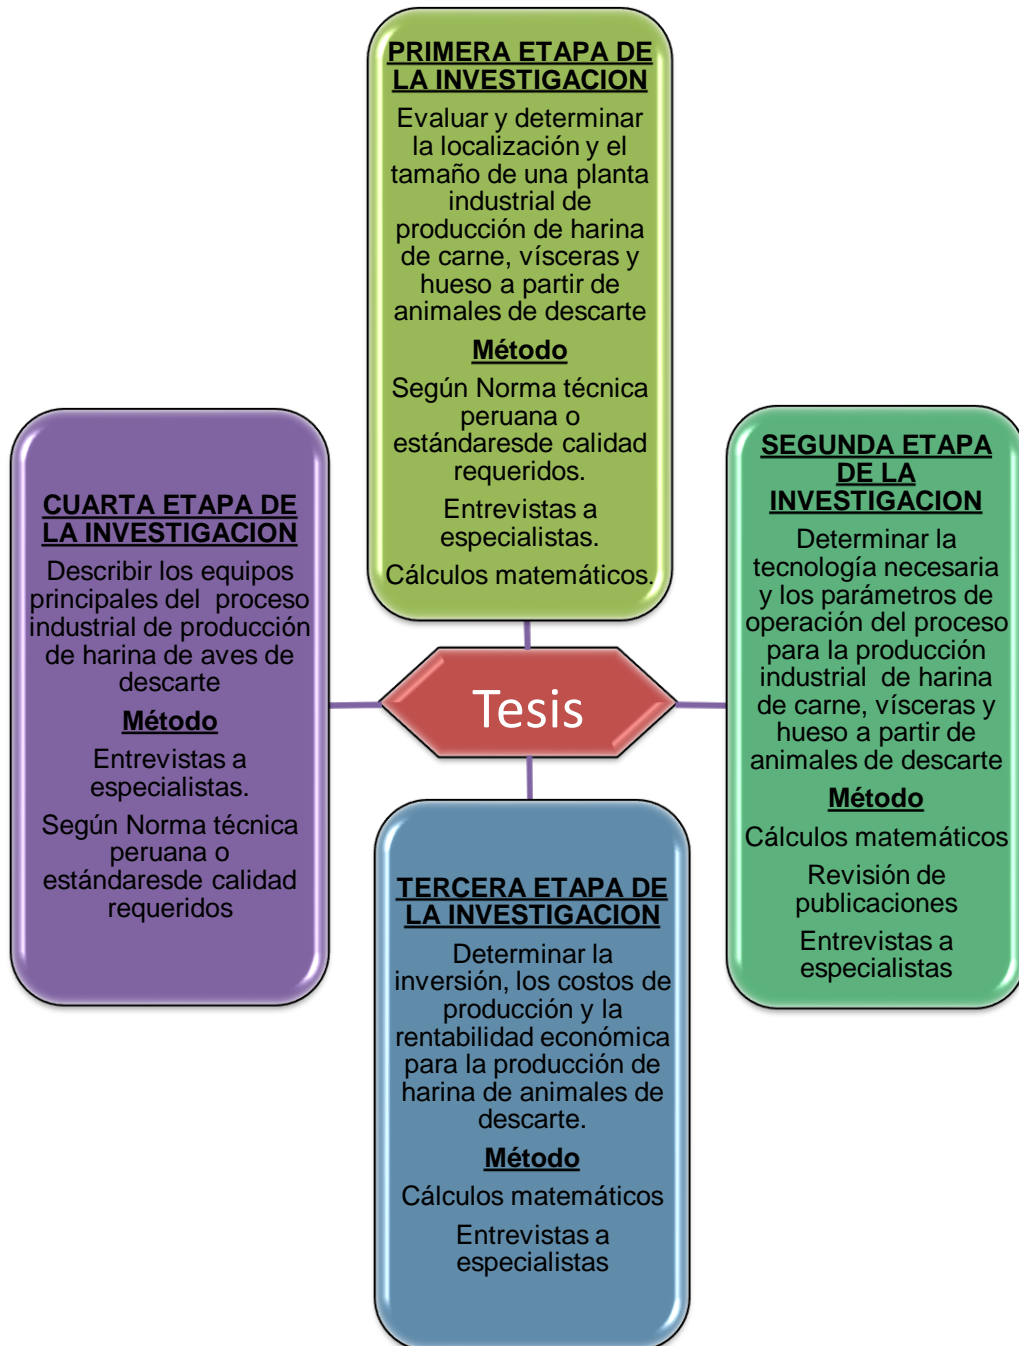 PRIMERA ETAPA DE
LA INVESTIGACION
Evaluar y determinar
la localización y el
tamaño de una planta
industrial de
producción de harina
de carne, vísceras y
hueso a partir de
animales de descarte
Método
Según Norma técnica
peruana o
estándaresde calidad
requeridos.
Entrevistas a
especialistas.
Cálculos matemáticos.
SEGUNDA ETAPA
DE LA
INVESTIGACION
Determinar la
tecnología necesaria
y los parámetros de
operación del proceso
para la producción
industrial de harina
de carne, vísceras y
hueso a partir de
animales de descarte
Método
Cálculos matemáticos
Revisión de
publicaciones
Entrevistas a
especialistas
TERCERA ETAPA DE
LA INVESTIGACION
Determinar la
inversión, los costos de
producción y la
rentabilidad económica
para la producción de
harina de animales de
descarte.
Método
Cálculos matemáticos
Entrevistas a
especialistas
CUARTA ETAPA DE
LA INVESTIGACION
Describir los equipos
principales del proceso
industrial de producción
de harina de aves de
descarte
Método
Entrevistas a
especialistas.
Según Norma técnica
peruana o
estándaresde calidad
requeridos
Tesis